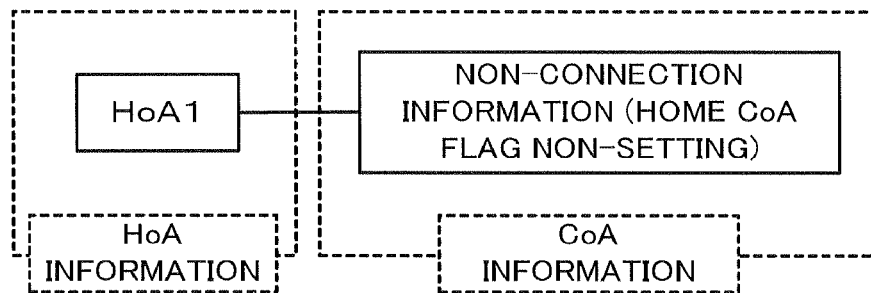 HoA1
NON-CONNECTION
INFORMATION (HOME CoA
FLAG NON-SETTING)
HoA
INFORMATION
CoA
INFORMATION